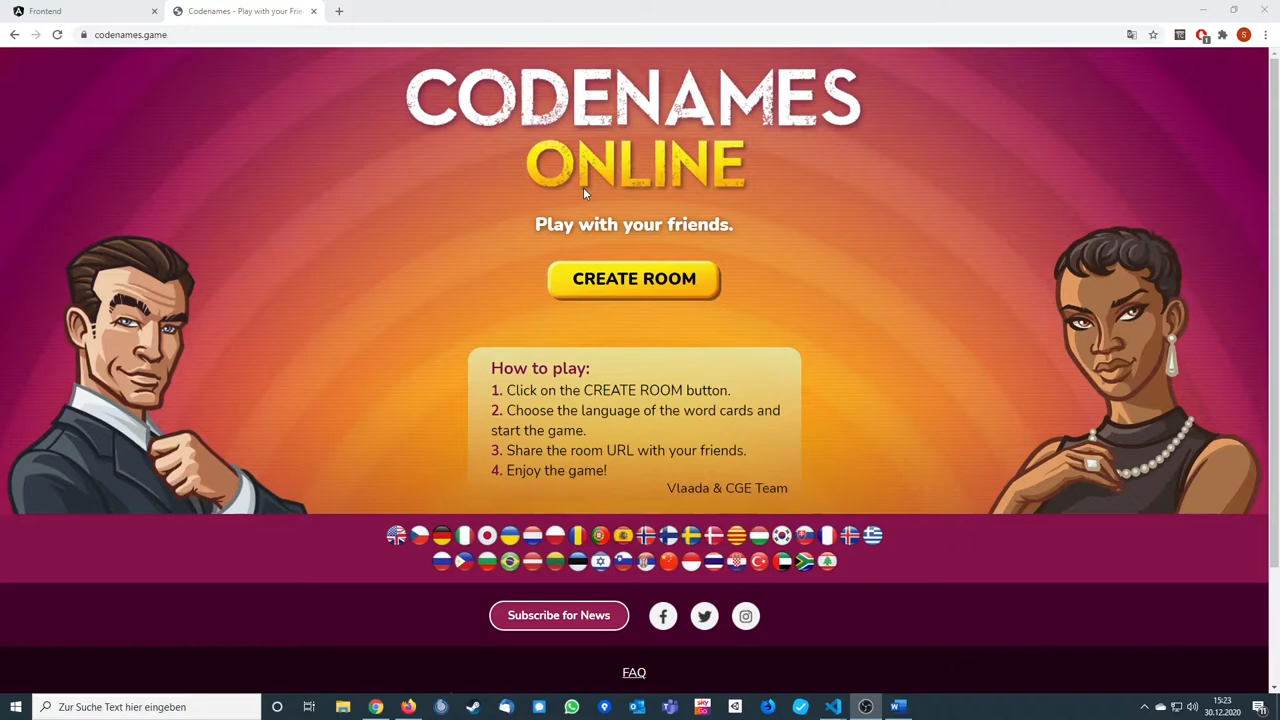 Frontend
Codenames - Play with your Frie
codenames.game
CODENAMES
ONLINE
Play with your friends.
CREATE ROOM
How to play:
1. Click on the CREATE ROOM button.
2. Choose the language of the word cards and
start the game.
3. Share the room URL with your friends.
4. Enjoy the game!
Vlaada & CGE Team
Subscribe for News
FAQ
Zur Suche Text hier eingeben
15:23
30.12.2020